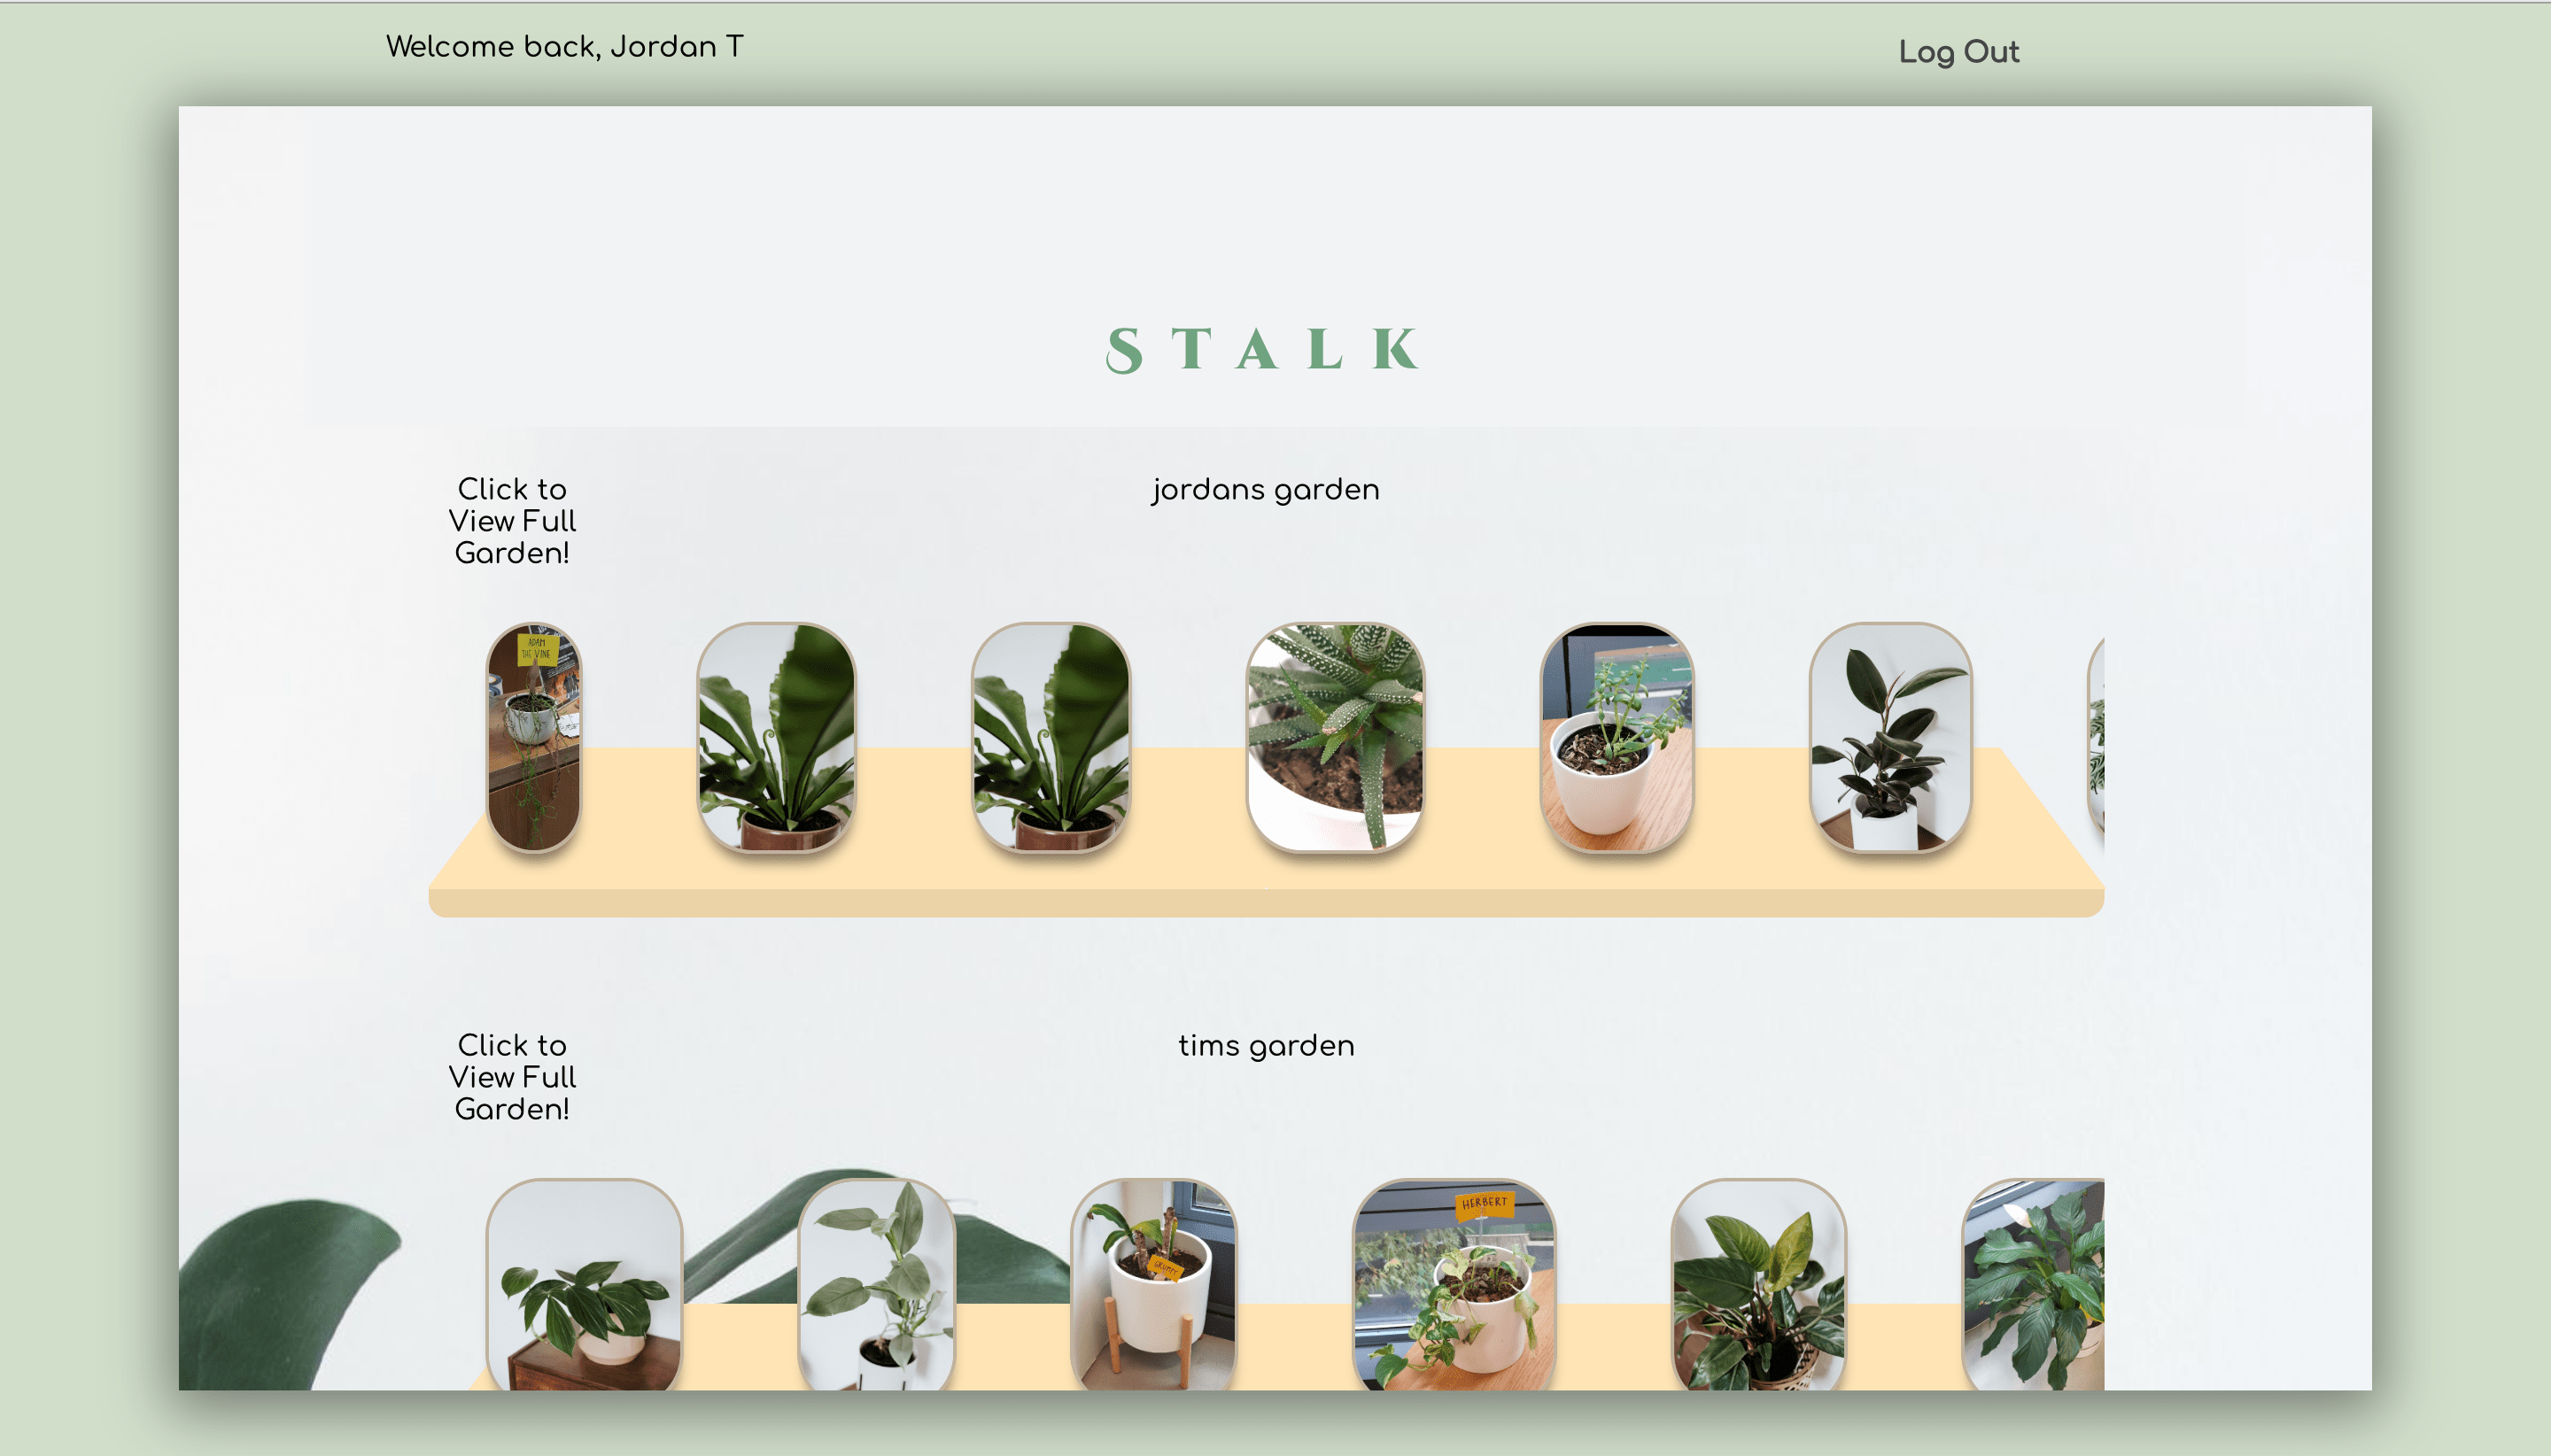 Welcome back, Jordan T
Log Out
STALK
Click to
View Full
Garden!
jordans garden
ADAM
THE VINE
Click to
View Full
Garden!
tims garden
GRUMPY
HERBERT